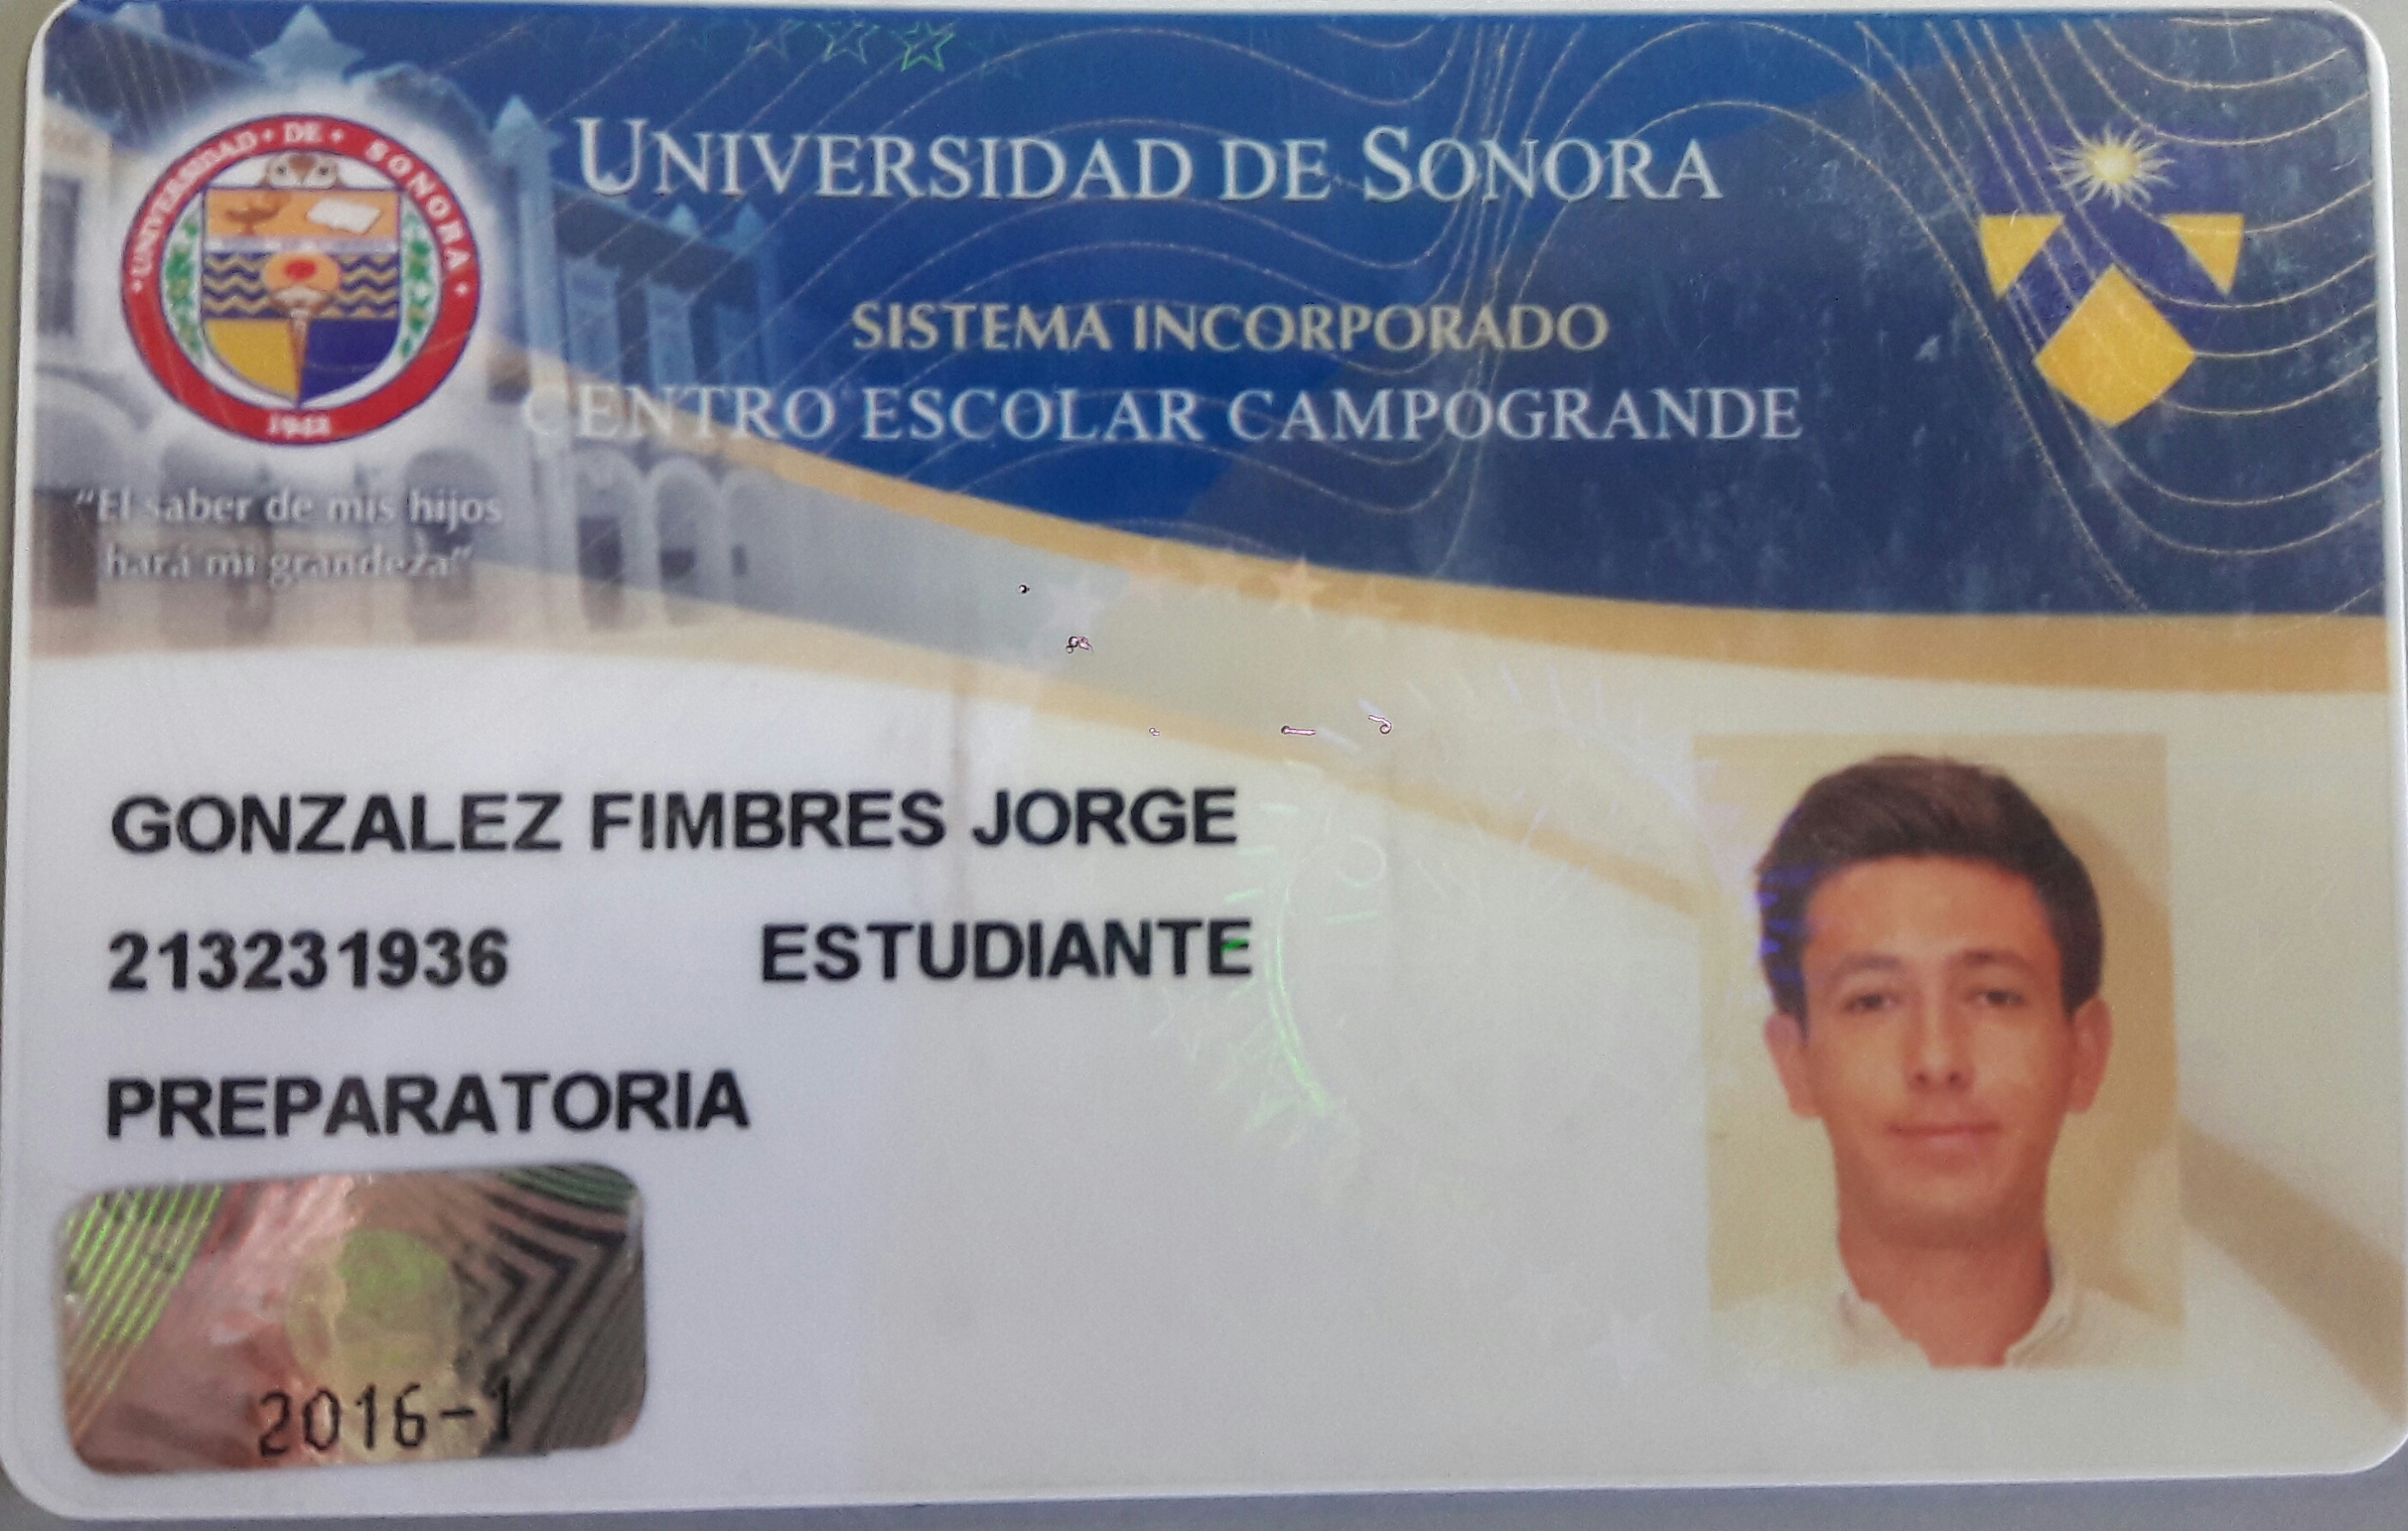 UNIVERSIDAD DE SONORA
UNIVERSIDAD • DE • SONORA
1942
SISTEMA INCORPORADO
CENTRO ESCOLAR CAMPOGRANDE
"El saber de mis hijos
hará mi grandeza"
GONZALEZ FIMBRES JORGE
213231936 ESTUDIANTE
PREPARATORIA
2016-1